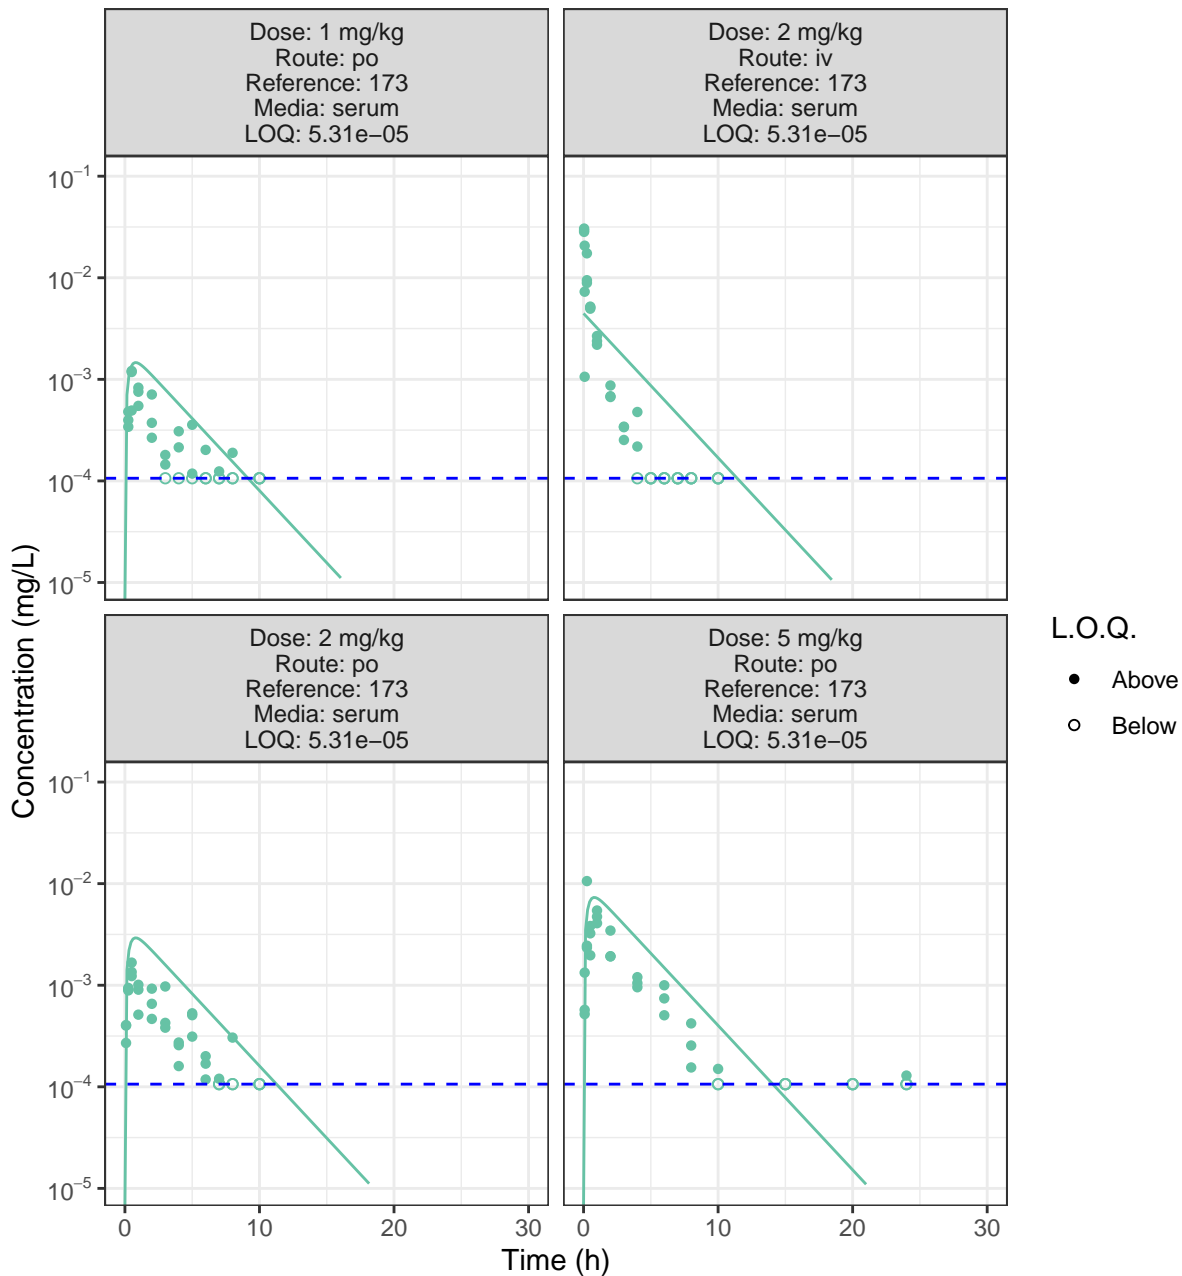 Dose: 1 mg/kg
Route: po
Reference: 173
Media: serum
LOQ: 5.31e−05
Dose: 2 mg/kg
Route: iv
Reference: 173
Media: serum
LOQ: 5.31e−05
10⁻¹
10⁻²
10⁻³
10⁻⁴
10⁻⁵
Dose: 2 mg/kg
Route: po
Reference: 173
Media: serum
LOQ: 5.31e−05
Dose: 5 mg/kg
Route: po
Reference: 173
Media: serum
LOQ: 5.31e−05
10⁻¹
10⁻²
10⁻³
10⁻⁴
10⁻⁵
0 10 20 30
0 10 20 30
Time (h)
Concentration (mg/L)
L.O.Q.
Above
Below